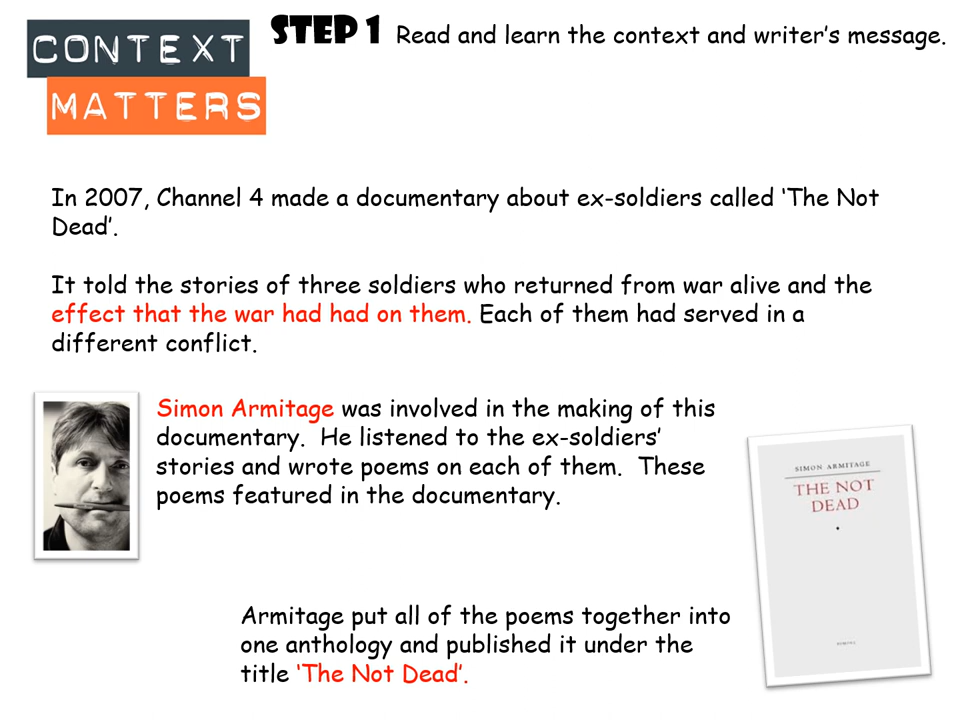 CONTEXT
MATTERS
STEP 1 Read and learn the context and writer's message.
In 2007, Channel 4 made a documentary about ex-soldiers called 'The Not
Dead'.
It told the stories of three soldiers who returned from war alive and the
effect that the war had had on them. Each of them had served in a
different conflict.
Simon Armitage was involved in the making of this
documentary. He listened to the ex-soldiers'
stories and wrote poems on each of them. These
poems featured in the documentary.
SIMON ARMITAGE
THE NOT
DEAD
Armitage put all of the poems together into
one anthology and published it under the
title 'The Not Dead'.